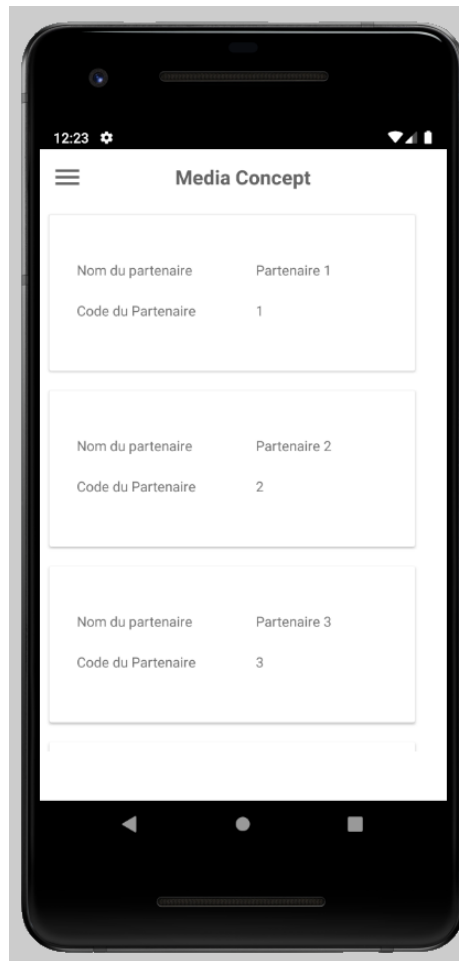 12:23
Media Concept
Nom du partenaire Partenaire 1
Code du Partenaire 1
Nom du partenaire Partenaire 2
Code du Partenaire 2
Nom du partenaire Partenaire 3
Code du Partenaire 3